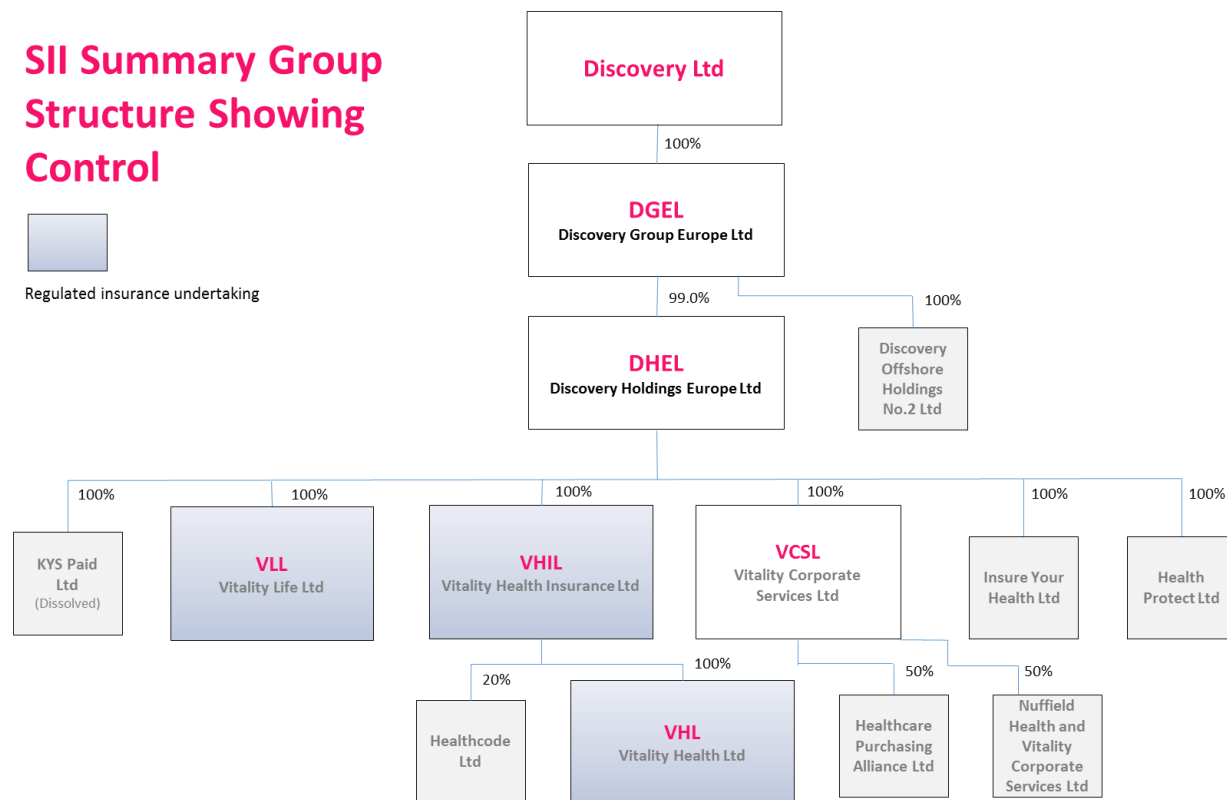 SII Summary Group
Structure Showing
Control
Regulated insurance undertaking
Discovery Ltd
100%
DGEL
Discovery Group Europe Ltd
99.0%
100%
DHEL
Discovery Holdings Europe Ltd
Discovery
Offshore
Holdings
No.2 Ltd
100%
100%
100%
100%
100%
100%
KYS Paid
Ltd
(Dissolved)
VLL
Vitality Life Ltd
VHIL
Vitality Health Insurance Ltd
VCSL
Vitality Corporate
Services Ltd
Insure Your
Health Ltd
Health
Protect Ltd
20%
100%
50%
50%
Healthcode
Ltd
VHL
Vitality Health Ltd
Healthcare
Purchasing
Alliance Ltd
Nuffield
Health and
Vitality
Corporate
Services Ltd